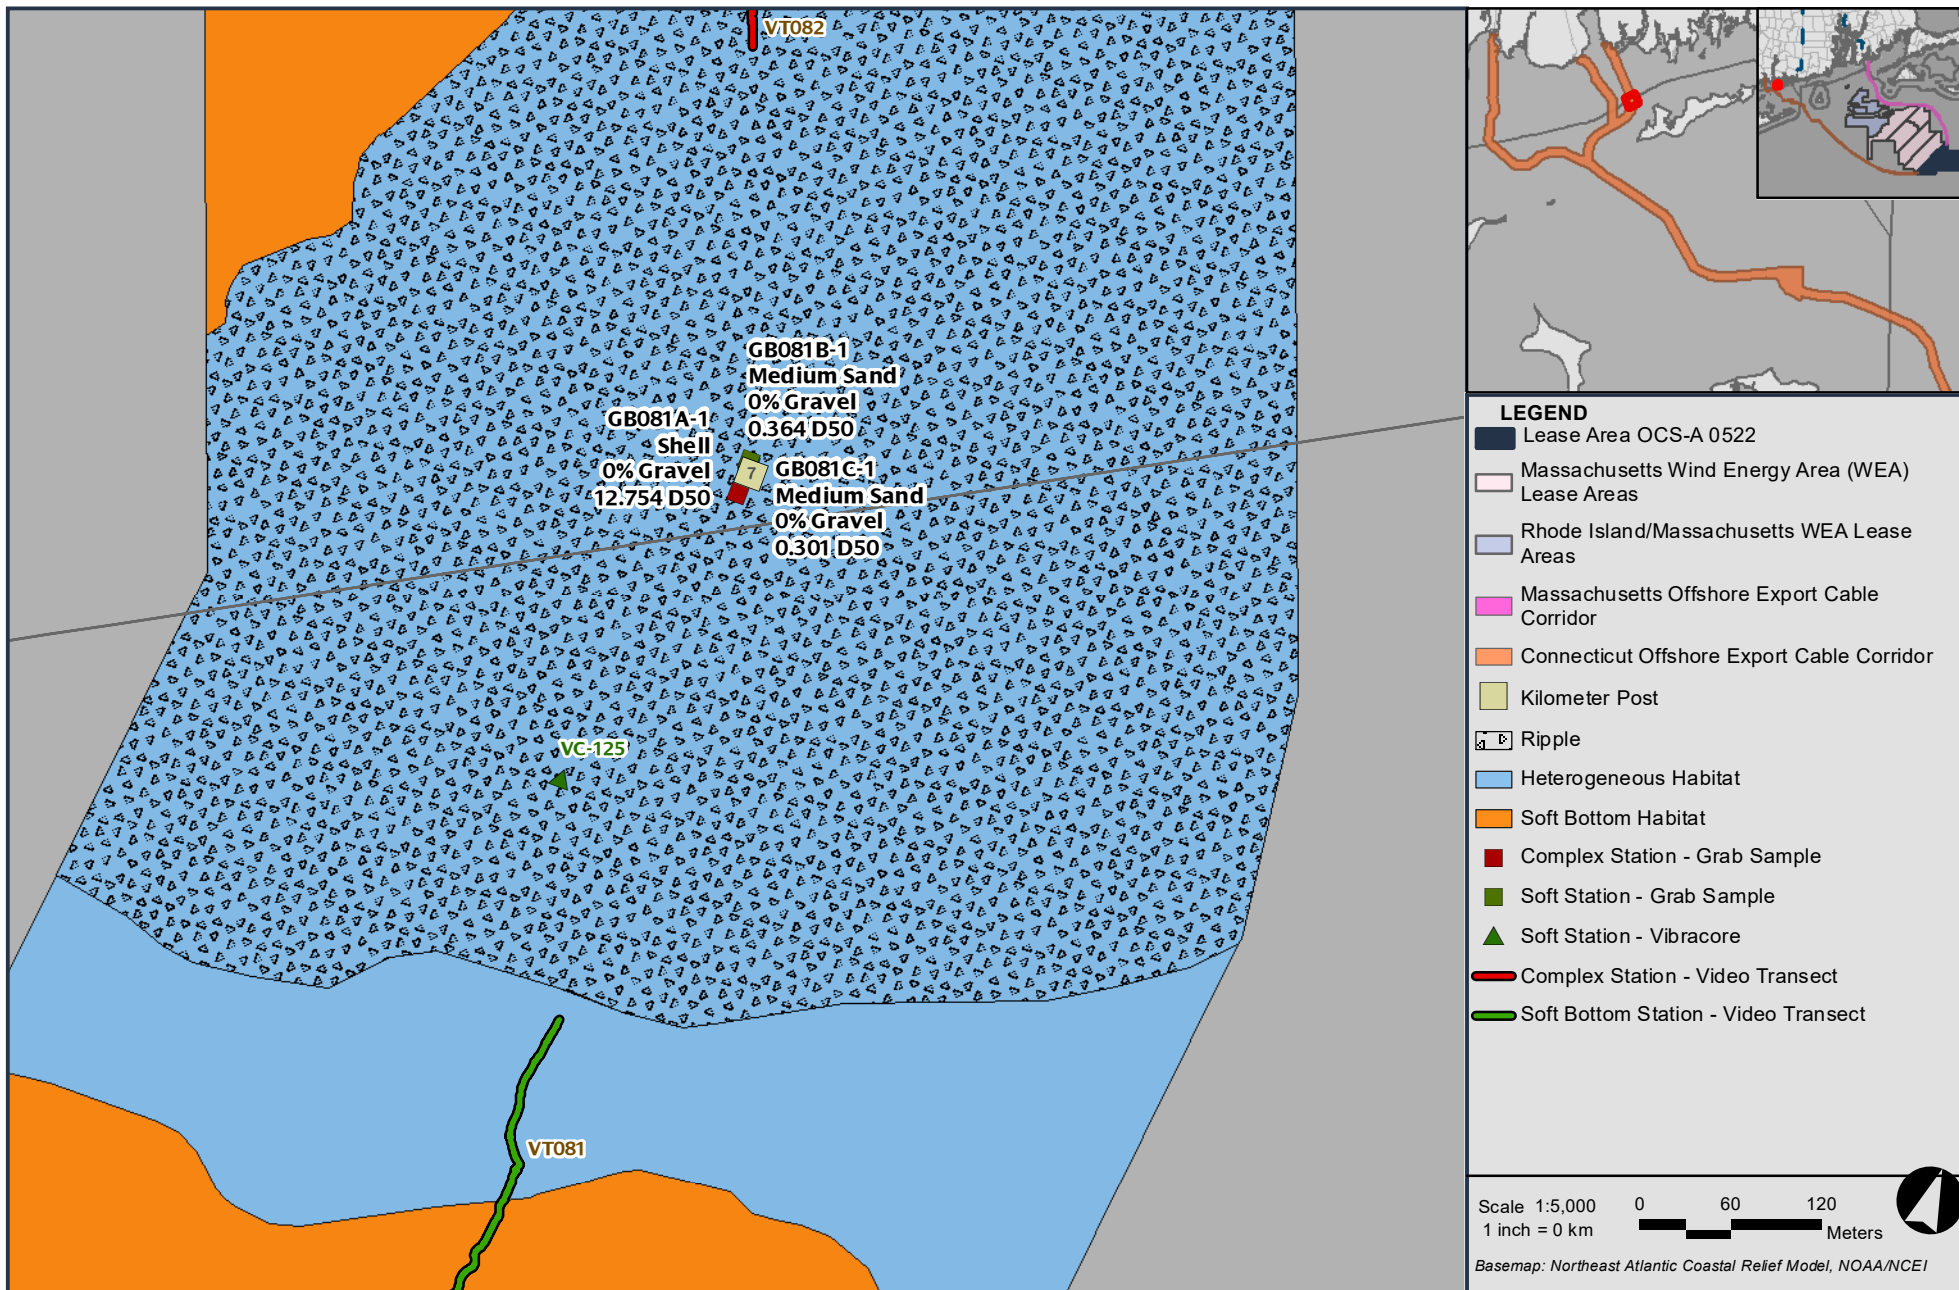 VT082
GB081B-1
Medium Sand
0% Gravel
0.364 D50
GB081A-1
Shell
0% Gravel
12.754 D50
7
GB081C-1
Medium Sand
0% Gravel
0.301 D50
VC-125
VT081
LEGEND
Lease Area OCS-A 0522
Massachusetts Wind Energy Area (WEA)
Lease Areas
Rhode Island/Massachusetts WEA Lease
Areas
Massachusetts Offshore Export Cable
Corridor
Connecticut Offshore Export Cable Corridor
Kilometer Post
Ripple
Heterogeneous Habitat
Soft Bottom Habitat
Complex Station - Grab Sample
Soft Station - Grab Sample
Soft Station - Vibracore
Complex Station - Video Transect
Soft Bottom Station - Video Transect
Scale 1:5,000
1 inch = 0 km
0 60 120
Meters
Basemap: Northeast Atlantic Coastal Relief Model, NOAA/NCEI